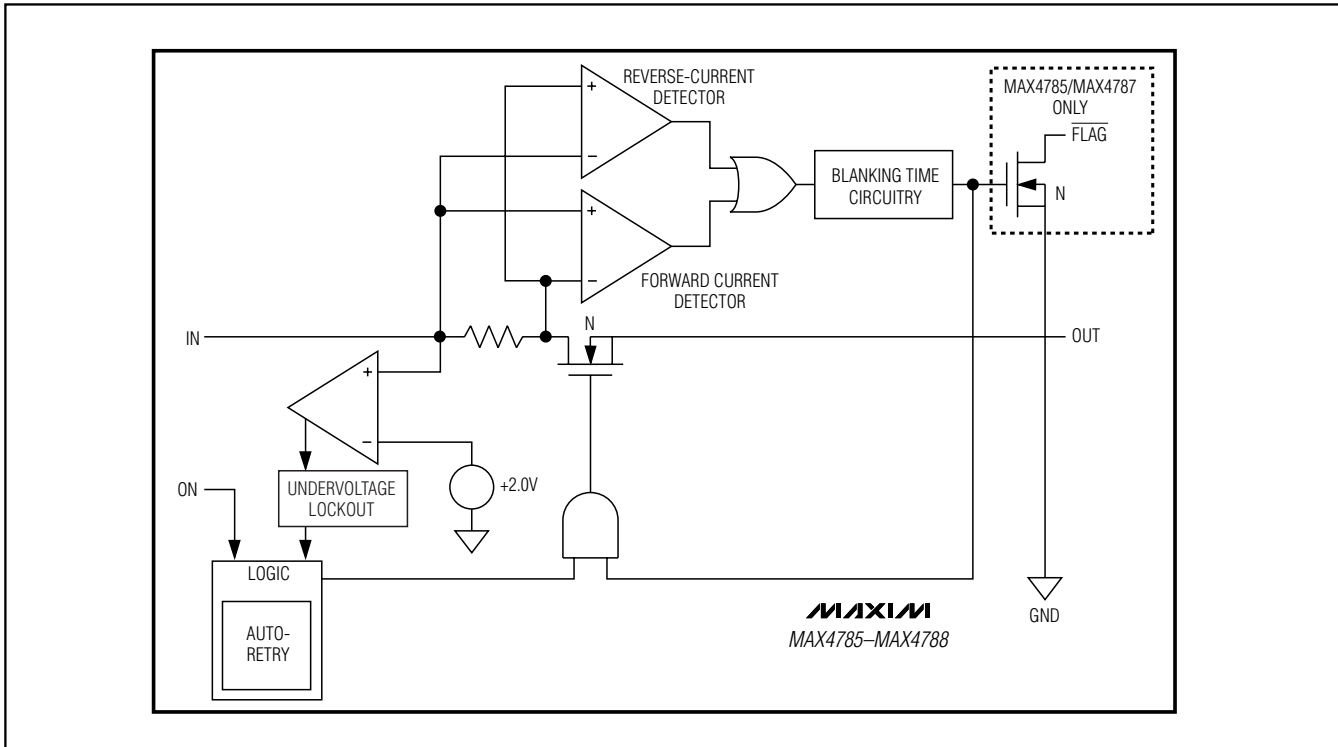 REVERSE-CURRENT
DETECTOR
+
−
MAX4785/MAX4787
ONLY
FLAG
N
BLANKING TIME
CIRCUITRY
+
−
FORWARD CURRENT
DETECTOR
IN
N
OUT
+
−
+2.0V
ON
UNDERVOLTAGE
LOCKOUT
LOGIC
AUTO-
RETRY
GND
MAXIM
MAX4785–MAX4788